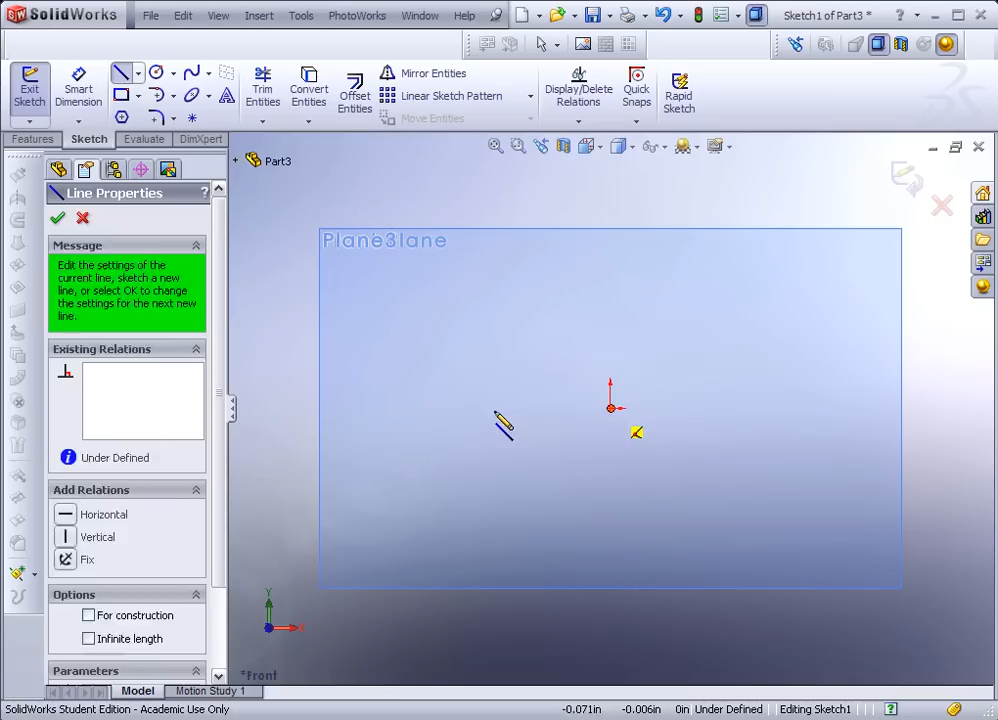 SolidWorks File Edit View Insert Tools PhotoWorks Window Help Sketch1 of Part3 * ?
Exit Sketch
Smart Dimension
Trim Entities
Convert Entities
Offset Entities
Mirror Entities
Linear Sketch Pattern
Move Entities
Display/Delete Relations
Quick Snaps
Rapid Sketch
Features Sketch Evaluate DimXpert
Part3
Line Properties ?
Message
Edit the settings of the
current line, sketch a new
line, or select OK to change
the settings for the next new
line.
Existing Relations
Under Defined
Add Relations
Horizontal
Vertical
Fix
Options
For construction
Infinite length
Parameters
Y
X
*Front
Model Motion Study 1
SolidWorks Student Edition - Academic Use Only -0.071in -0.006in 0in Under Defined Editing Sketch1 ?